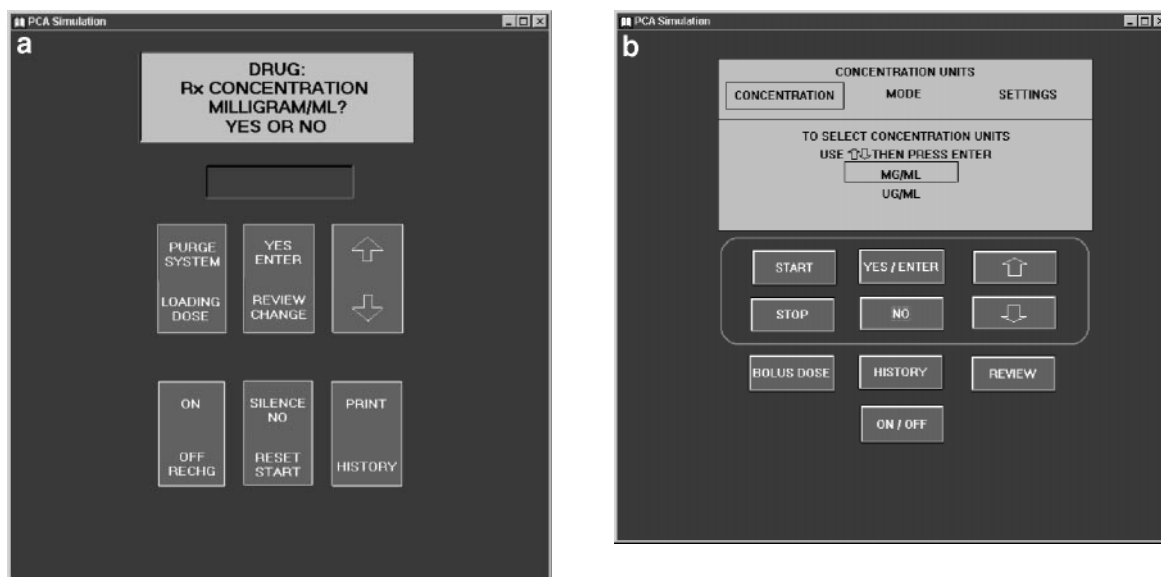 PCA Simulation
a
DRUG:
Rx CONCENTRATION
MILLIGRAM/ML?
YES OR NO
PURGE
SYSTEM
LOADING
DOSE
YES
ENTER
REVIEW
CHANGE
ON
OFF
RECHG
SILENCE
NO
RESET
START
PRINT
HISTORY
PCA Simulation
b
CONCENTRATION UNITS
CONCENTRATION MODE SETTINGS
TO SELECT CONCENTRATION UNITS
USE ⇧⇩ THEN PRESS ENTER
MG/ML
UG/ML
START YES / ENTER
STOP NO
BOLUS DOSE HISTORY REVIEW
ON / OFF